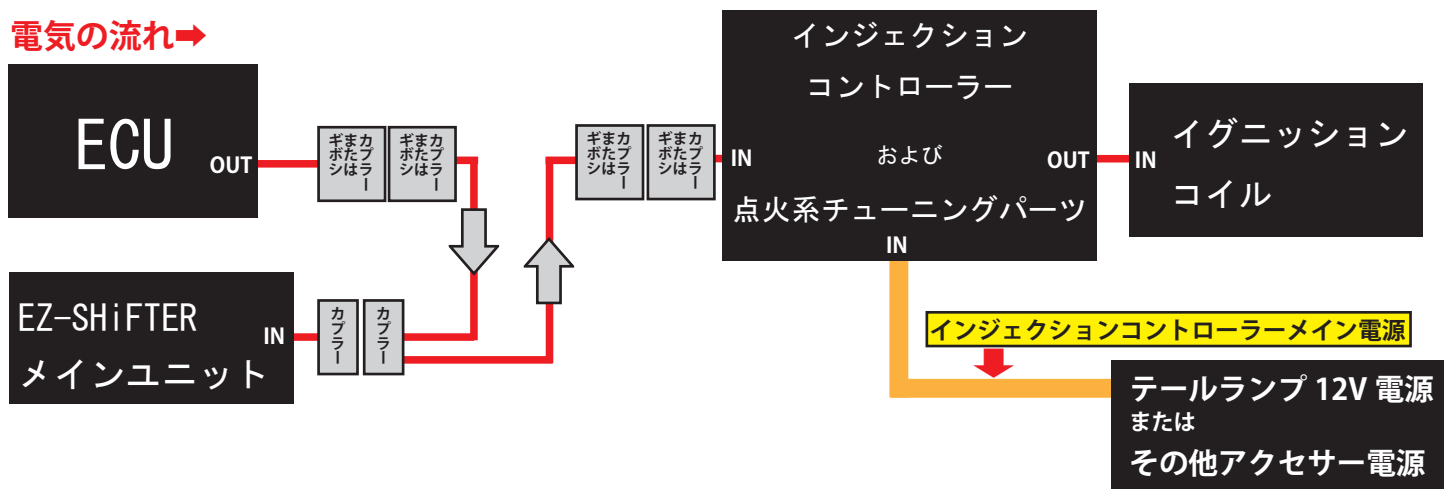 電気の流れ➡
ECU
OUT
カプラー
または
ギボシ
カプラー
または
ギボシ
カプラー
または
ギボシ
カプラー
または
ギボシ
インジェクション
コントローラー
および
点火系チューニングパーツ
IN
OUT
IN
IN
イグニッション
コイル
EZ-SHiFTER
メインユニット
IN
カプラー
カプラー
インジェクションコントローラーメイン電源
テールランプ 12V 電源
または
その他アクセサー電源